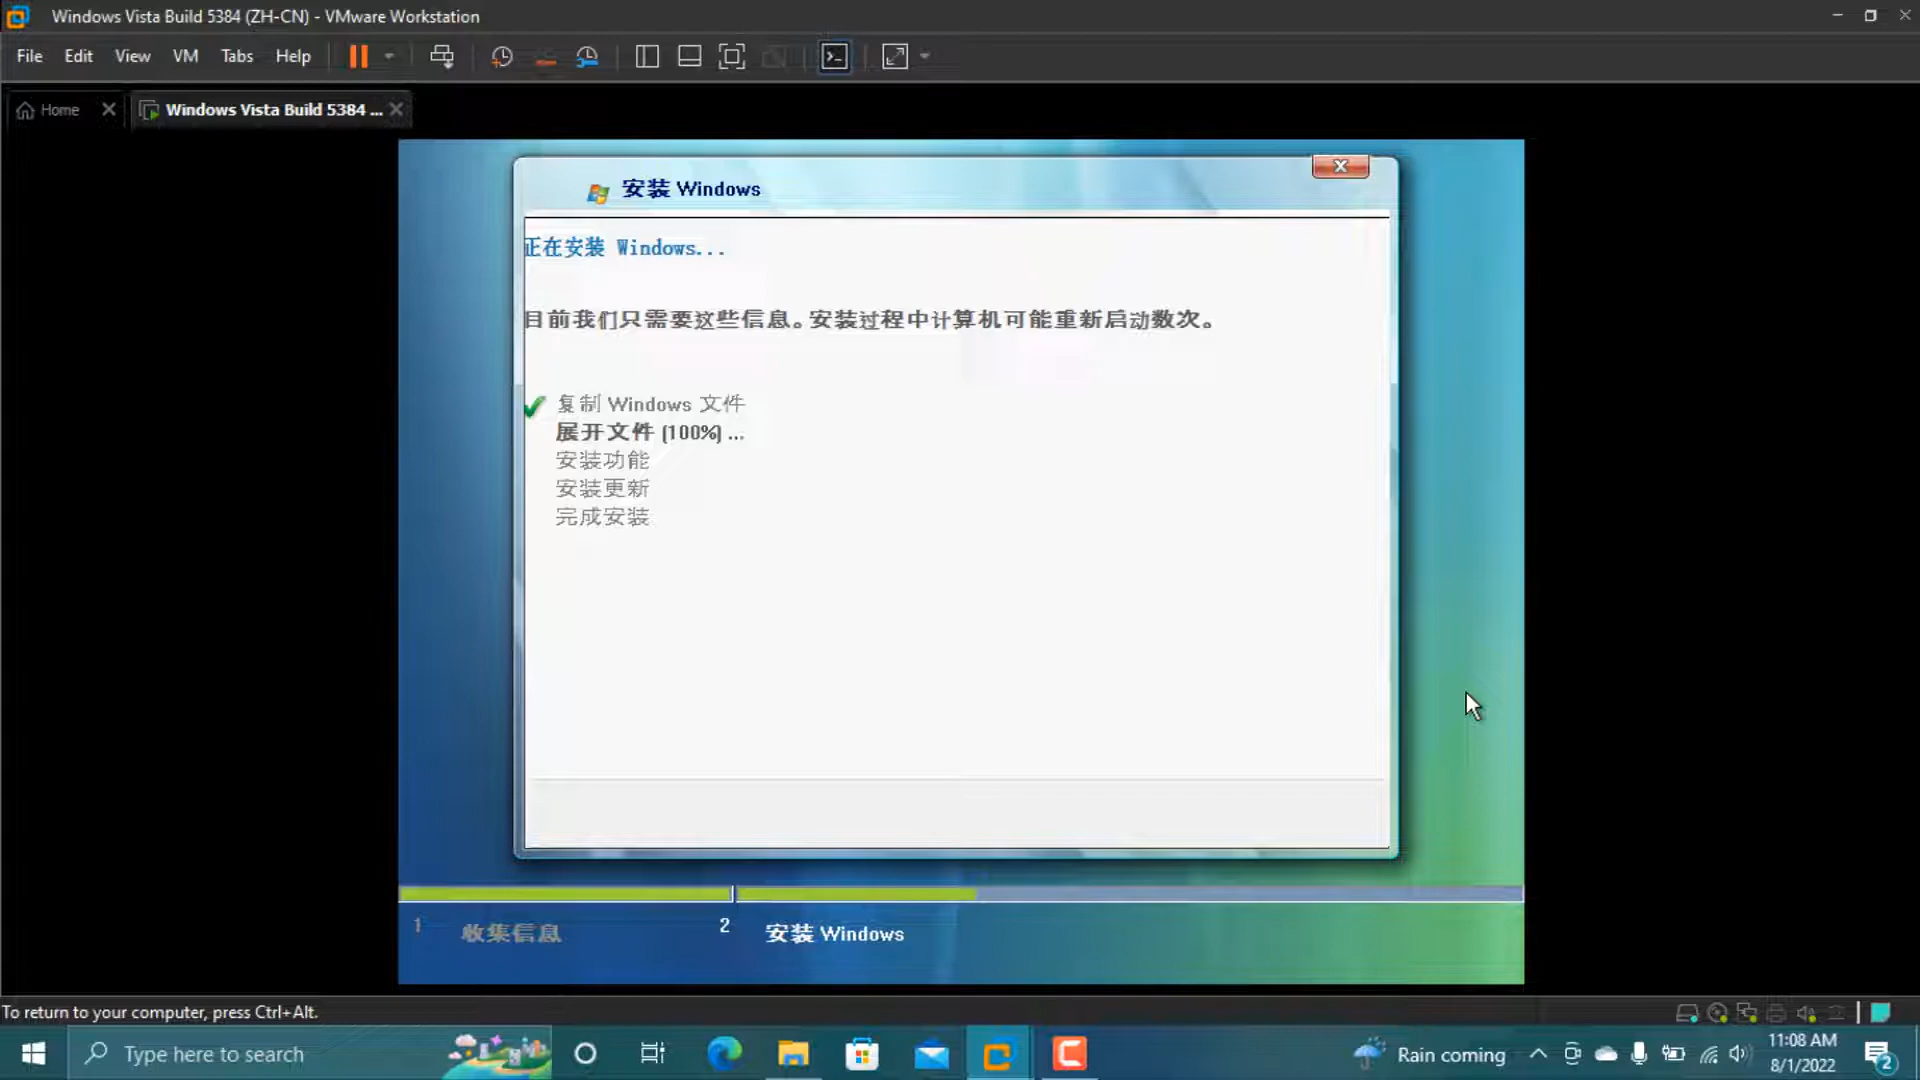 Windows Vista Build 5384 (ZH-CN) - VMware Workstation
File Edit View VM Tabs Help
Home
Windows Vista Build 5384 ...
安装 Windows
正在安装 Windows...
目前我们只需要这些信息。安装过程中计算机可能重新启动数次。
复制 Windows 文件
展开文件 (100%) ...
安装功能
安装更新
完成安装
1 收集信息 2 安装 Windows
To return to your computer, press Ctrl+Alt.
Type here to search
Rain coming
11:08 AM
8/1/2022
2